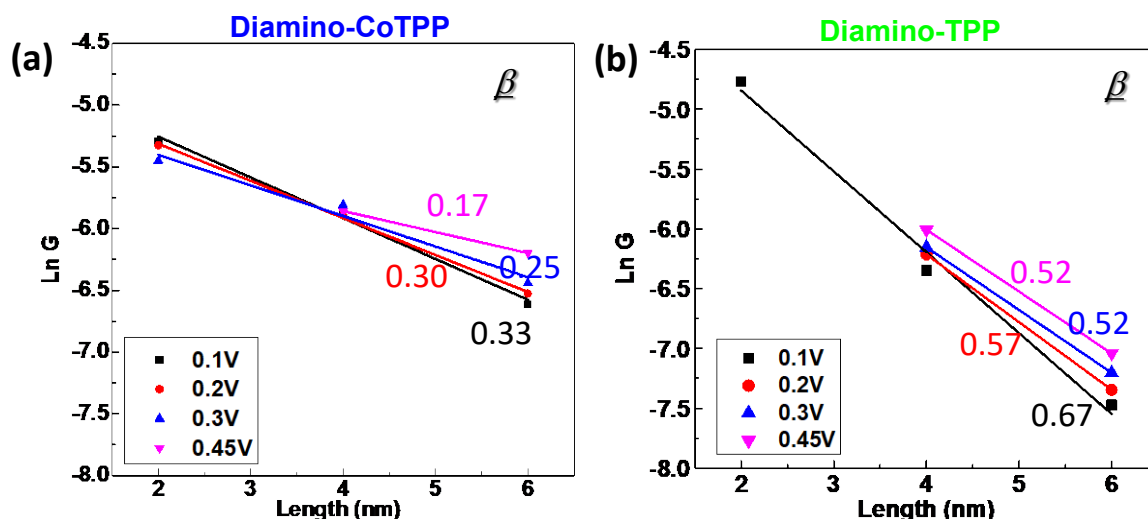 Diamino-CoTPP
(a)
β
Ln G
-4.5
-5.0
-5.5
-6.0
-6.5
-7.0
-7.5
-8.0
0.17
0.25
0.30
0.33
0.1V
0.2V
0.3V
0.45V
2
3
4
5
6
Length (nm)
Diamino-TPP
(b)
β
Ln G
-4.5
-5.0
-5.5
-6.0
-6.5
-7.0
-7.5
-8.0
0.52
0.52
0.57
0.67
0.1V
0.2V
0.3V
0.45V
2
3
4
5
6
Length (nm)